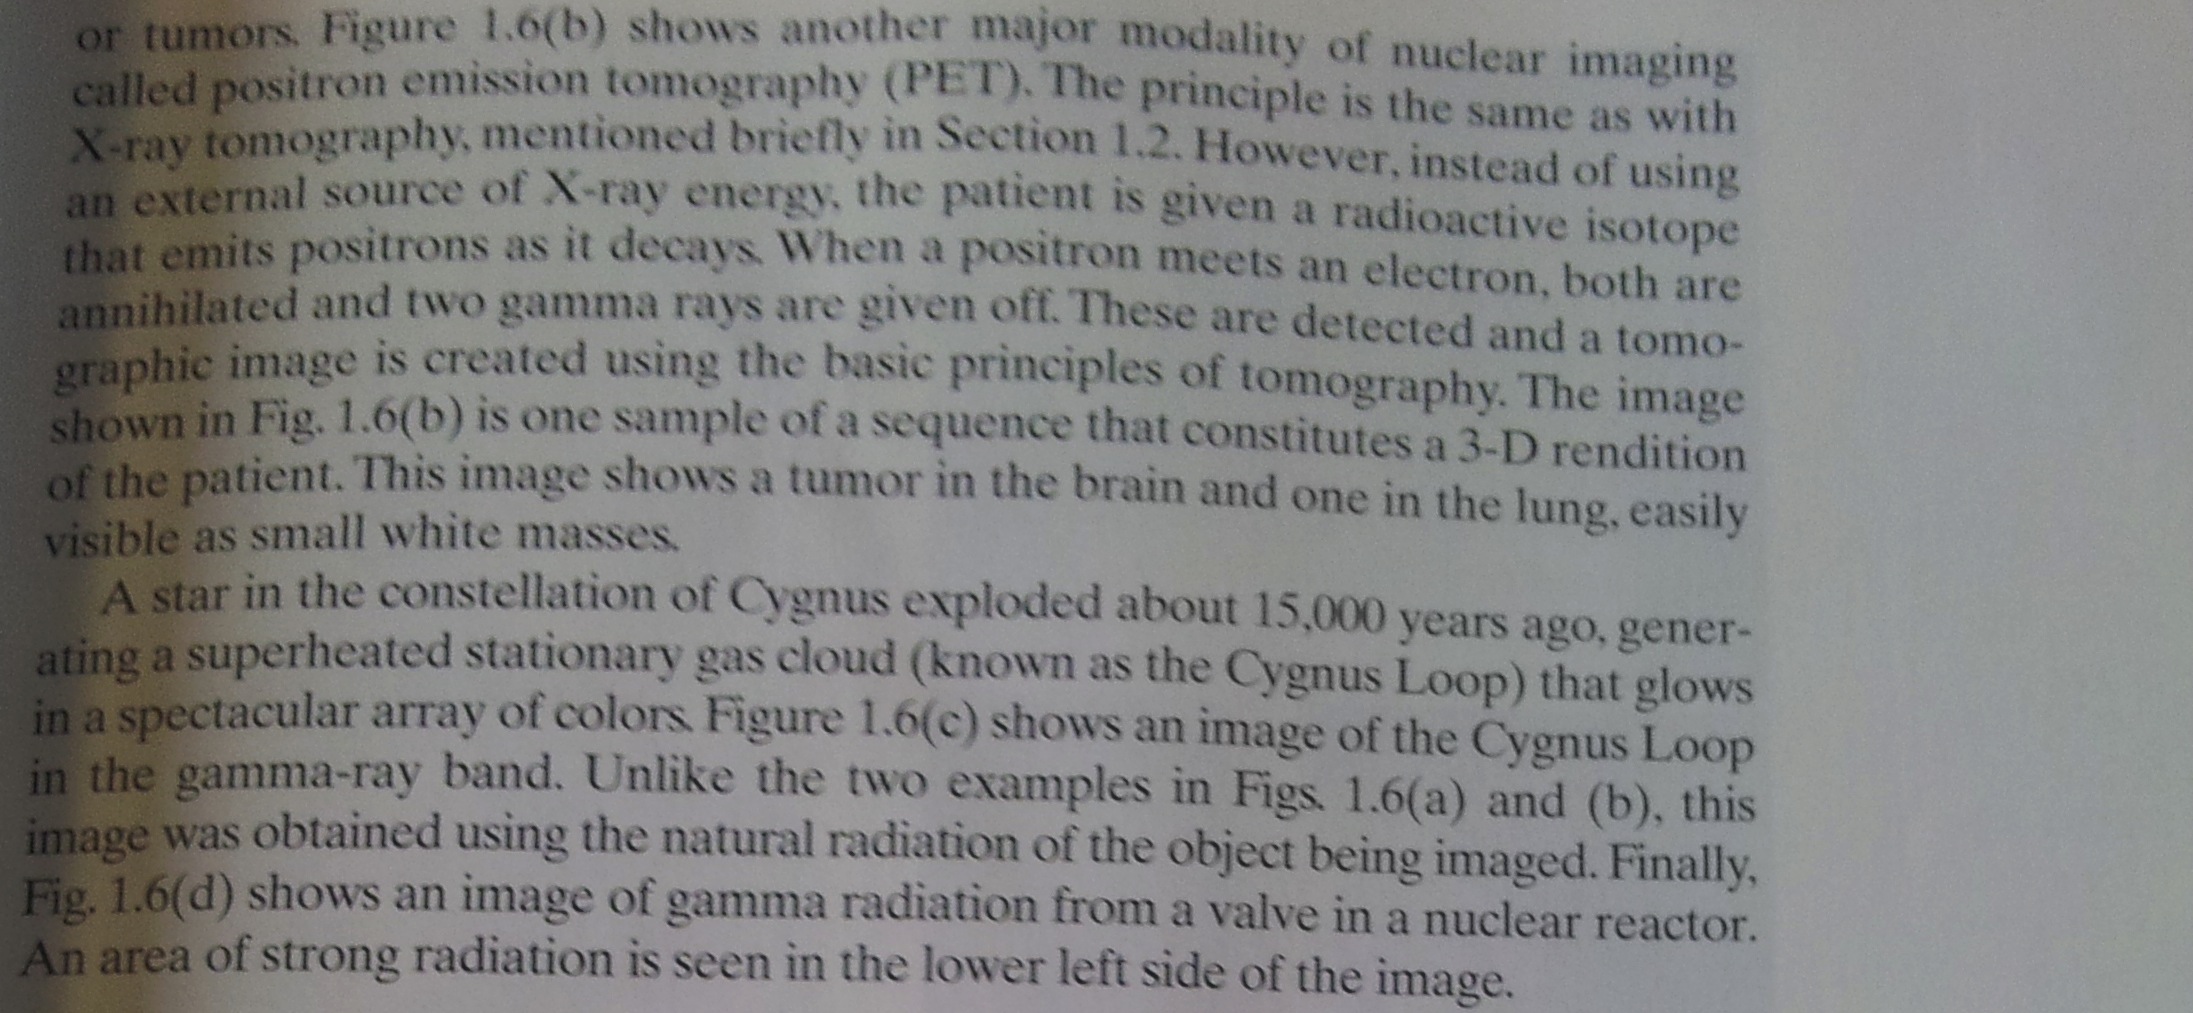 or tumors. Figure 1.6(b) shows another major modality of nuclear imaging
called positron emission tomography (PET). The principle is the same as with
X-ray tomography, mentioned briefly in Section 1.2. However, instead of using
an external source of X-ray energy, the patient is given a radioactive isotope
that emits positrons as it decays. When a positron meets an electron, both are
annihilated and two gamma rays are given off. These are detected and a tomo-
graphic image is created using the basic principles of tomography. The image
shown in Fig. 1.6(b) is one sample of a sequence that constitutes a 3-D rendition
of the patient. This image shows a tumor in the brain and one in the lung, easily
visible as small white masses.
A star in the constellation of Cygnus exploded about 15,000 years ago, gener-
ating a superheated stationary gas cloud (known as the Cygnus Loop) that glows
in a spectacular array of colors. Figure 1.6(c) shows an image of the Cygnus Loop
in the gamma-ray band. Unlike the two examples in Figs. 1.6(a) and (b), this
image was obtained using the natural radiation of the object being imaged. Finally,
Fig. 1.6(d) shows an image of gamma radiation from a valve in a nuclear reactor.
An area of strong radiation is seen in the lower left side of the image.